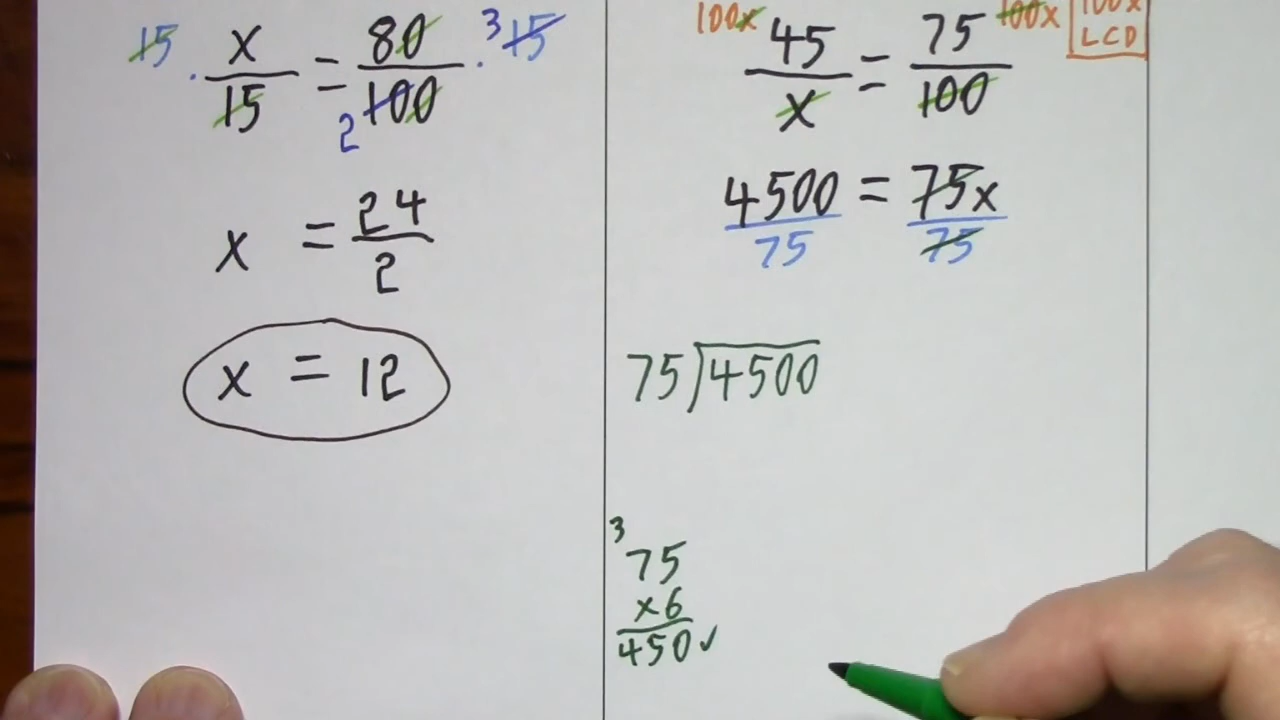 15 · x/15 = 80/100 · 15 3
2
x = 24/2
x = 12
100x 45/x = 75/100 100x
100x
LCD
4500 = 75x
75 75
75)4500
3
75
x6
450✓